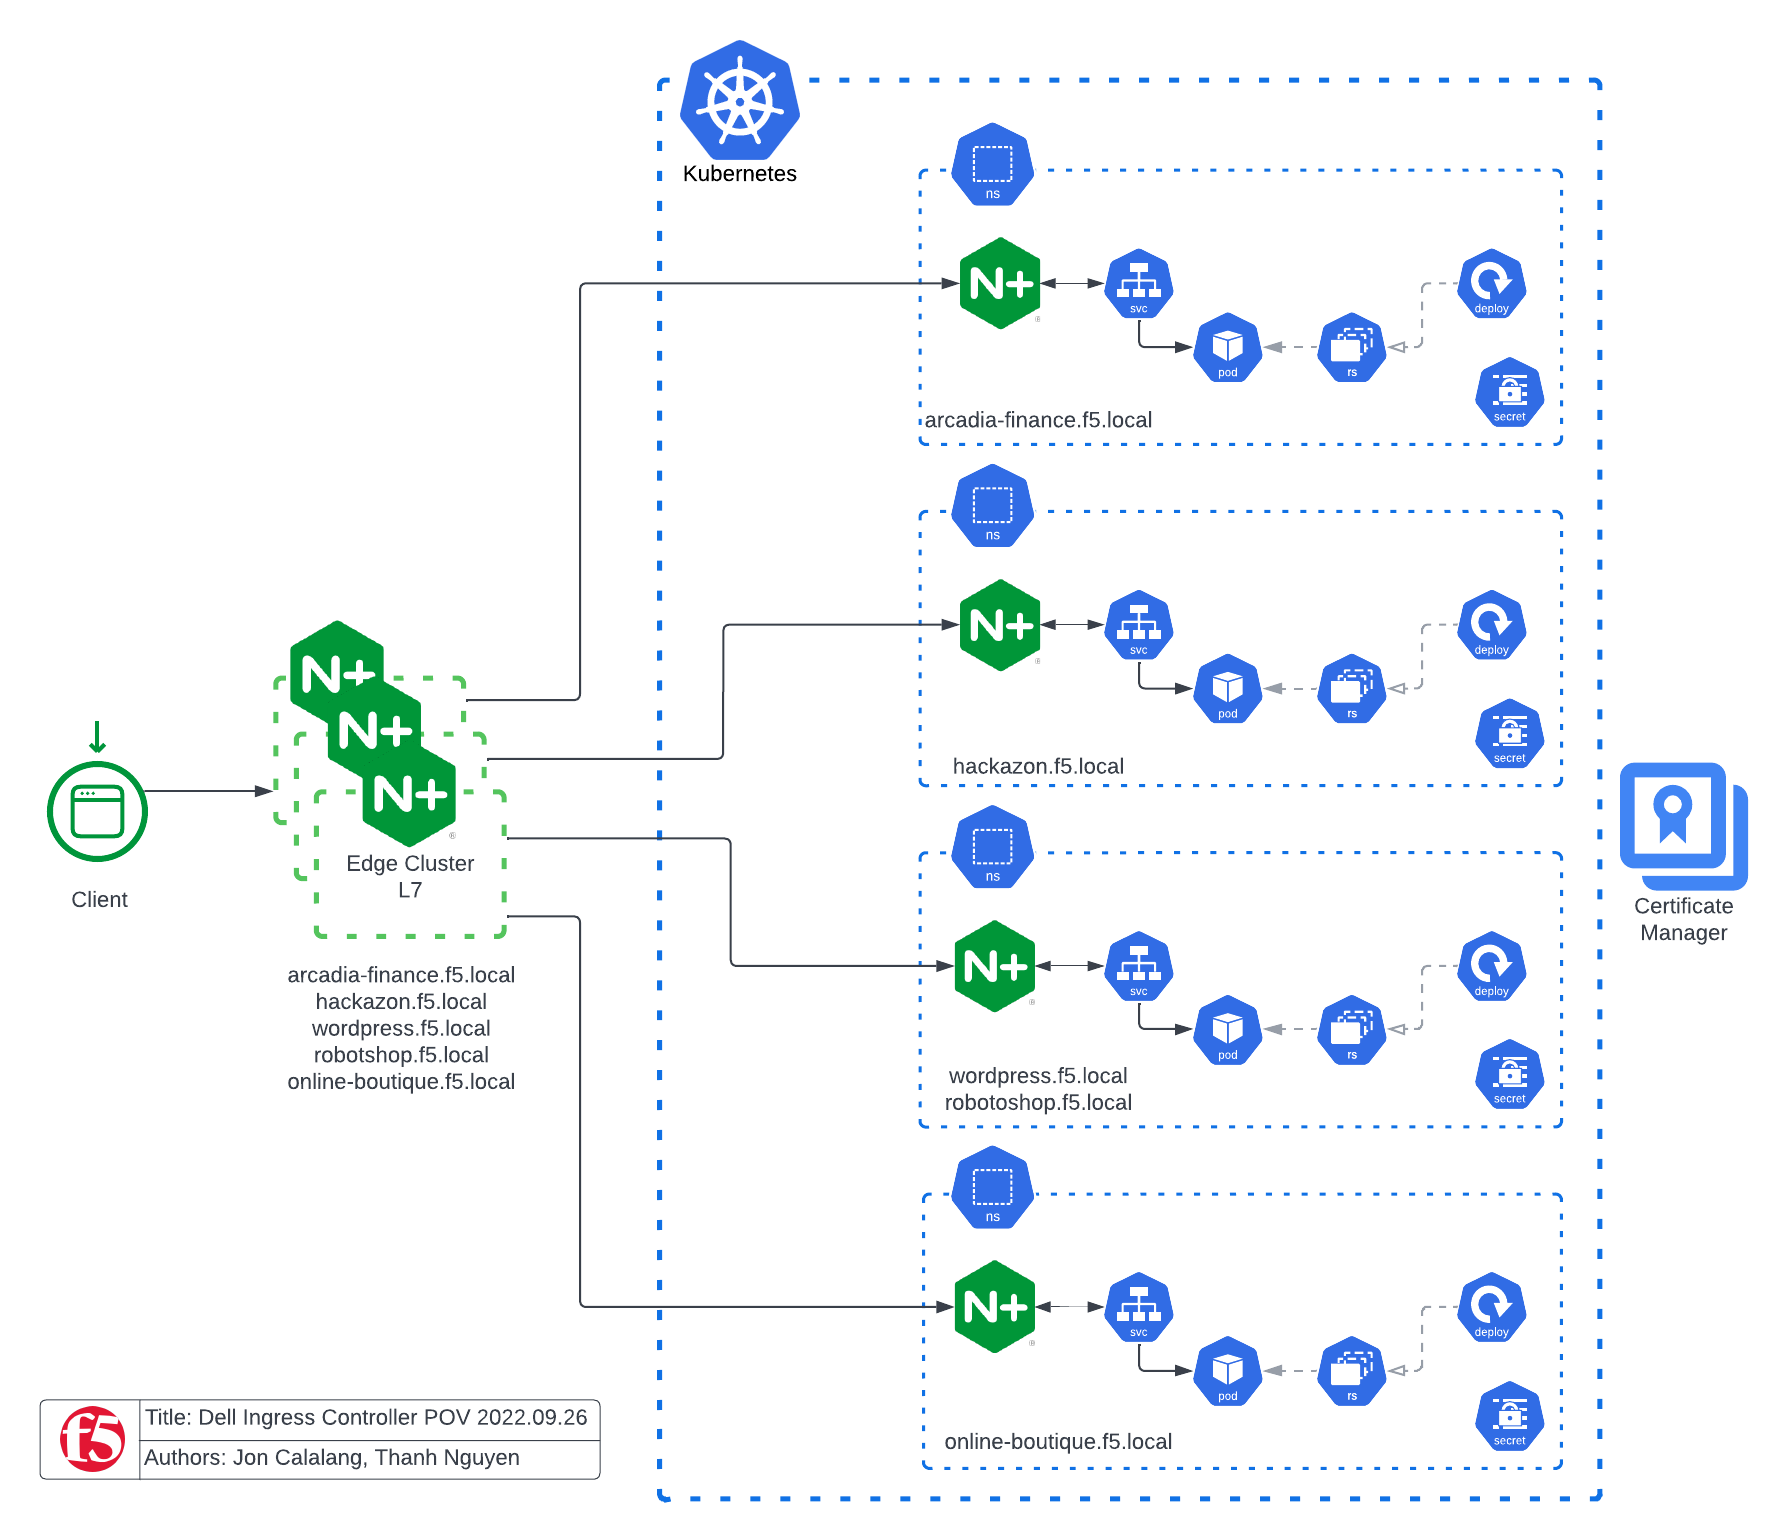 Kubernetes
ns
N+
svc
deploy
pod
rs
secret
arcadia-finance.f5.local
ns
N+
svc
deploy
pod
rs
secret
hackazon.f5.local
N+
N+
N+
®
Edge Cluster
L7
Client
arcadia-finance.f5.local
hackazon.f5.local
wordpress.f5.local
robotshop.f5.local
online-boutique.f5.local
ns
N+
svc
deploy
pod
rs
secret
wordpress.f5.local
robotoshop.f5.local
Certificate
Manager
ns
N+
svc
deploy
pod
rs
secret
online-boutique.f5.local
f5
Title: Dell Ingress Controller POV 2022.09.26
Authors: Jon Calalang, Thanh Nguyen